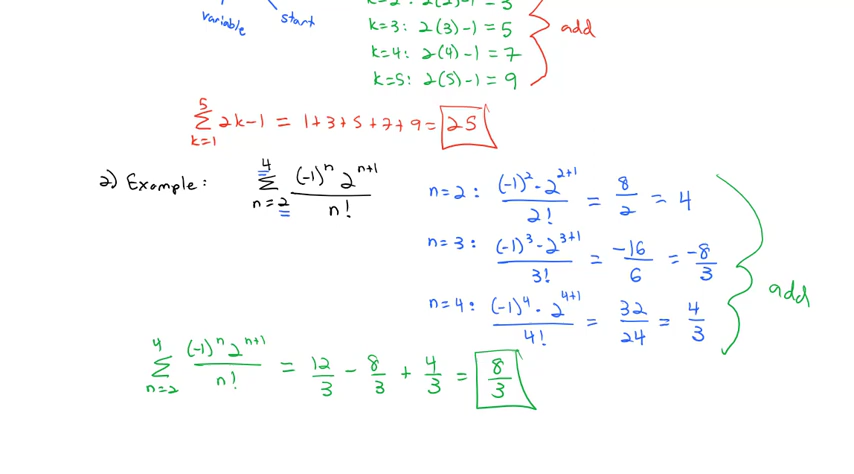 variable start
k=2: 2(2)-1=3
k=3: 2(3)-1=5
k=4: 2(4)-1=7
k=5: 2(5)-1=9
add
5
∑ 2k-1 = 1+3+5+7+9 = 25
k=1
2) Example: ∑_{n=2}^{4} (-1)^n 2^{n+1} / n!
n=2: (-1)^2 - 2^{2+1} / 2! = 8/2 = 4
n=3: (-1)^3 - 2^{3+1} / 3! = -16/6 = -8/3
n=4: (-1)^4 · 2^{4+1} / 4! = 32/24 = 4/3
add
∑_{n=2}^{4} (-1)^n 2^{n+1} / n! = 12/3 - 8/3 + 4/3 = 8/3